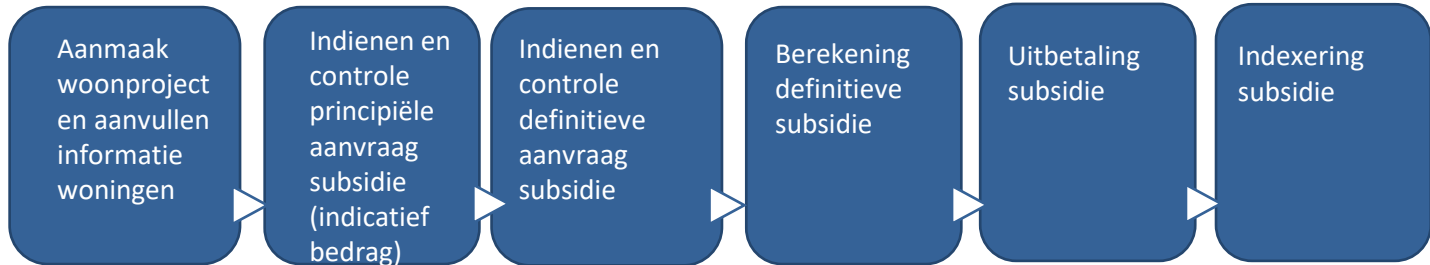 Aanmaak
woonproject
en aanvullen
informatie
woningen
Indienen en
controle
principiële
aanvraag
subsidie
(indicatief
bedrag)
Indienen en
controle
definitieve
aanvraag
subsidie
Berekening
definitieve
subsidie
Uitbetaling
subsidie
Indexering
subsidie